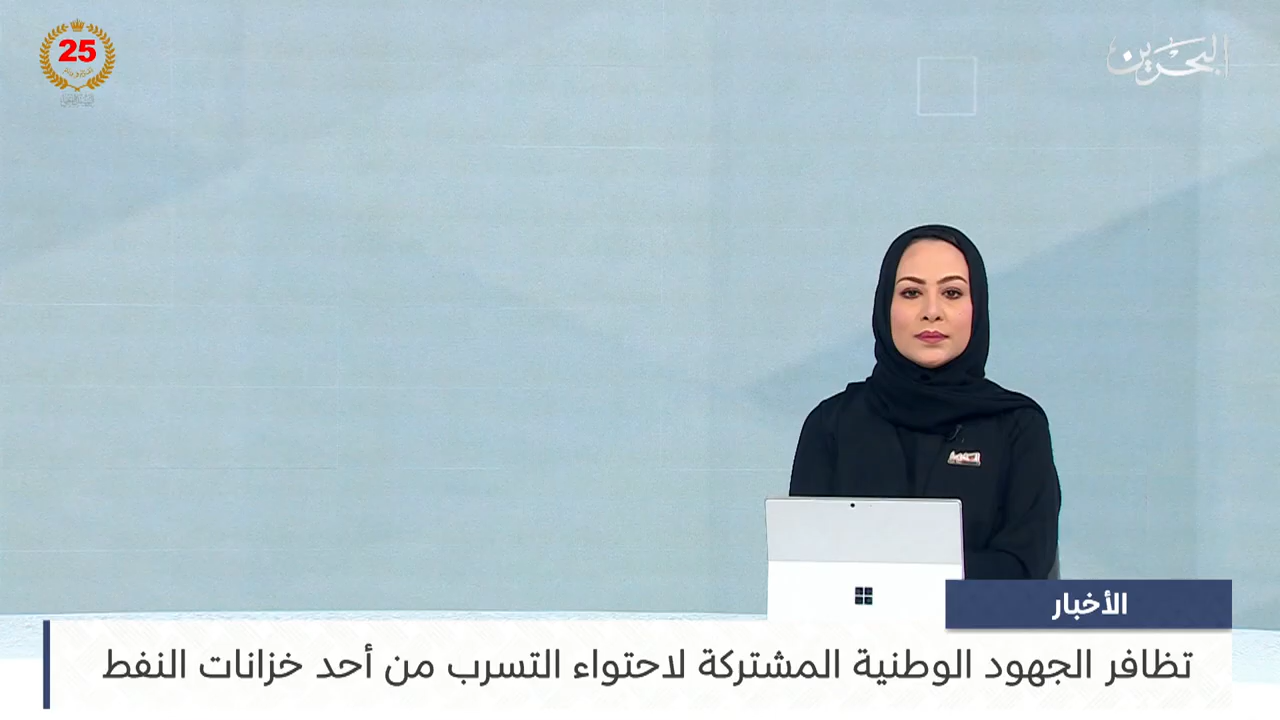 25
البحرين
الأخبار
تظافر الجهود الوطنية المشتركة لاحتواء التسرب من أحد خزانات النفط